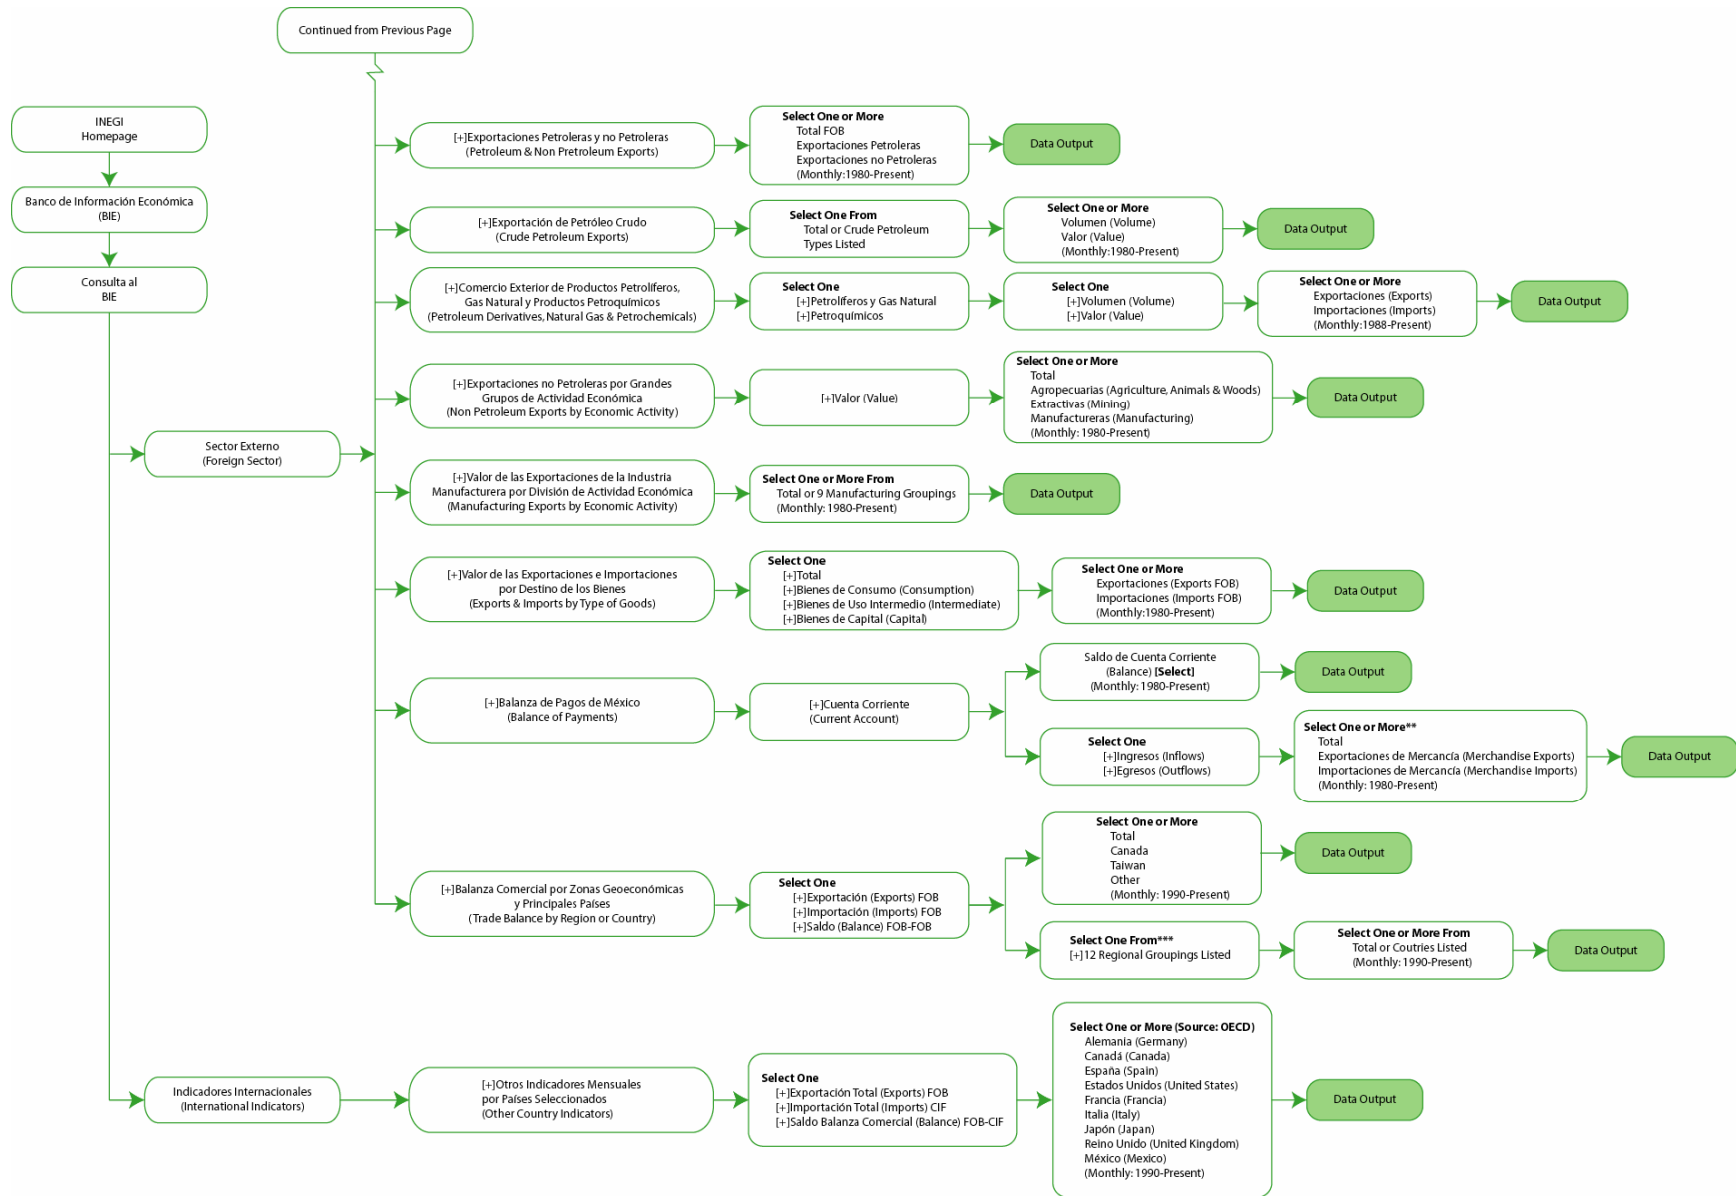 Continued from Previous Page
INEGI
Homepage
Banco de Información Económica
(BIE)
Consulta al
BIE
Sector Externo
(Foreign Sector)
[+]Exportaciones Petroleras y no Petroleras
(Petroleum & Non Pretroleum Exports)
Select One or More
Total FOB
Exportaciones Petroleras
Exportaciones no Petroleras
(Monthly:1980-Present)
Data Output
[+]Exportación de Petróleo Crudo
(Crude Petroleum Exports)
Select One From
Total or Crude Petroleum
Types Listed
Select One or More
Volumen (Volume)
Valor (Value)
(Monthly:1980-Present)
Data Output
[+]Comercio Exterior de Productos Petrolíferos,
Gas Natural y Productos Petroquímicos
(Petroleum Derivatives, Natural Gas & Petrochemicals)
Select One
[+]Petrolíferos y Gas Natural
[+]Petroquímicos
Select One
[+]Volumen (Volume)
[+]Valor (Value)
Select One or More
Exportaciones (Exports)
Importaciones (Imports)
(Monthly:1988-Present)
Data Output
[+]Exportaciones no Petroleras por Grandes
Grupos de Actividad Económica
(Non Petroleum Exports by Economic Activity)
[+]Valor (Value)
Select One or More
Total
Agropecuarias (Agriculture, Animals & Woods)
Extractivas (Mining)
Manufactureras (Manufacturing)
(Monthly: 1980-Present)
Data Output
[+]Valor de las Exportaciones de la Industria
Manufacturera por División de Actividad Económica
(Manufacturing Exports by Economic Activity)
Select One or More From
Total or 9 Manufacturing Groupings
(Monthly: 1980-Present)
Data Output
[+]Valor de las Exportaciones e Importaciones
por Destino de los Bienes
(Exports & Imports by Type of Goods)
Select One
[+]Total
[+]Bienes de Consumo (Consumption)
[+]Bienes de Uso Intermedio (Intermediate)
[+]Bienes de Capital (Capital)
Select One or More
Exportaciones (Exports FOB)
Importaciones (Imports FOB)
(Monthly:1980-Present)
Data Output
[+]Balanza de Pagos de México
(Balance of Payments)
[+]Cuenta Corriente
(Current Account)
Saldo de Cuenta Corriente
(Balance) [Select]
(Monthly: 1980-Present)
Data Output
Select One
[+]Ingresos (Inflows)
[+]Egresos (Outflows)
Select One or More**
Total
Exportaciones de Mercancía (Merchandise Exports)
Importaciones de Mercancía (Merchandise Imports)
(Monthly: 1980-Present)
Data Output
[+]Balanza Comercial por Zonas Geoeconómicas
y Principales Países
(Trade Balance by Region or Country)
Select One
[+]Exportación (Exports) FOB
[+]Importación (Imports) FOB
[+]Saldo (Balance) FOB-FOB
Select One or More
Total
Canada
Taiwan
Other
(Monthly: 1990-Present)
Data Output
Select One From***
[+]12 Regional Groupings Listed
Select One or More From
Total or Coutries Listed
(Monthly: 1990-Present)
Data Output
Indicadores Internacionales
(International Indicators)
[+]Otros Indicadores Mensuales
por Países Seleccionados
(Other Country Indicators)
Select One
[+]Exportación Total (Exports) FOB
[+]Importación Total (Imports) CIF
[+]Saldo Balanza Comercial (Balance) FOB-CIF
Select One or More (Source: OECD)
Alemania (Germany)
Canadá (Canada)
España (Spain)
Estados Unidos (United States)
Francia (Francia)
Italia (Italy)
Japón (Japan)
Reino Unido (United Kingdom)
México (Mexico)
(Monthly: 1990-Present)
Data Output